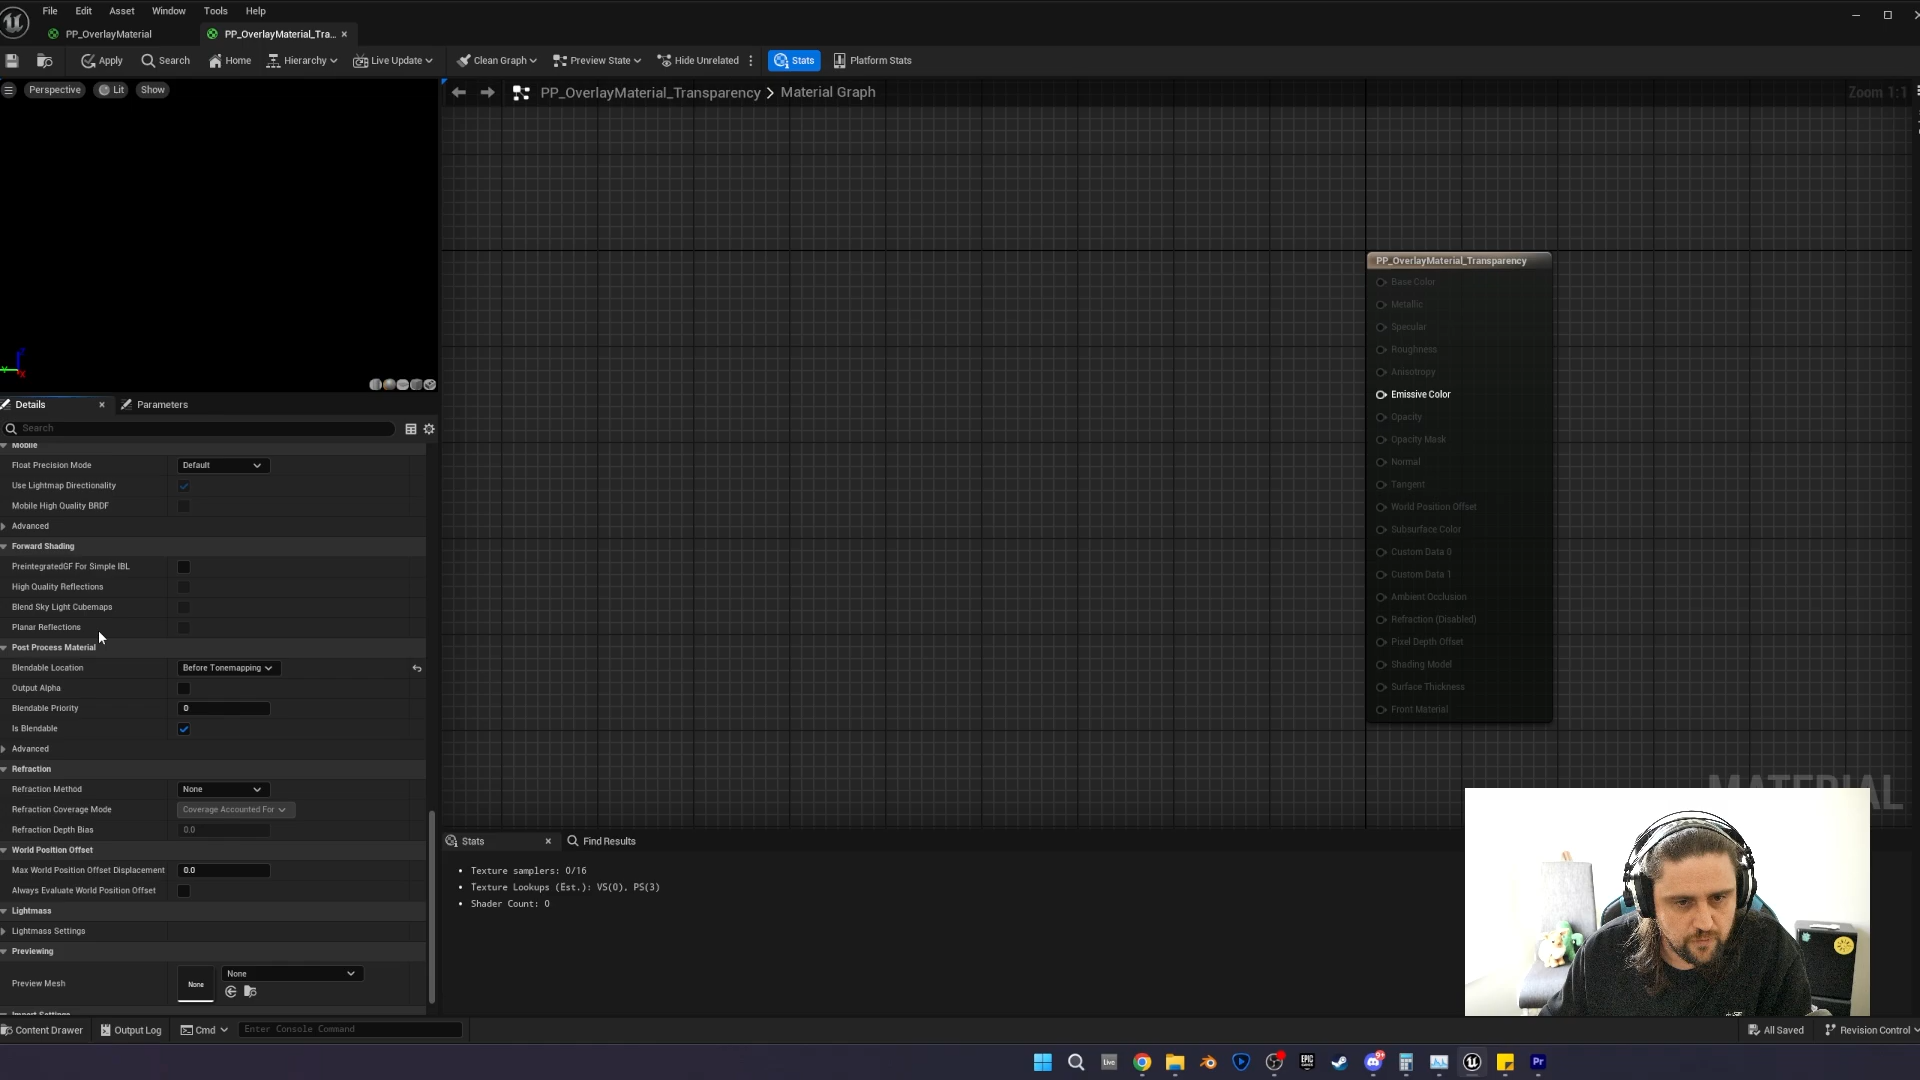 File Edit Asset Window Tools Help
PP_OverlayMaterial PP_OverlayMaterial_Tra...
Apply Search Home Hierarchy Live Update Clean Graph Preview State Hide Unrelated Stats Platform Stats
Perspective Lit Show
PP_OverlayMaterial_Transparency > Material Graph
Zoom 1:1
PP_OverlayMaterial_Transparency
Base Color
Metallic
Specular
Roughness
Anisotropy
Emissive Color
Opacity
Opacity Mask
Normal
Tangent
World Position Offset
Subsurface Color
Custom Data 0
Custom Data 1
Ambient Occlusion
Refraction (Disabled)
Pixel Depth Offset
Shading Model
Surface Thickness
Front Material
MATERIAL
Details Parameters
Search
Mobile
Float Precision Mode Default
Use Lightmap Directionality
Mobile High Quality BRDF
Advanced
Forward Shading
PreintegratedGF For Simple IBL
High Quality Reflections
Blend Sky Light Cubemaps
Planar Reflections
Post Process Material
Blendable Location Before Tonemapping
Output Alpha
Blendable Priority 0
Is Blendable
Advanced
Refraction
Refraction Method None
Refraction Coverage Mode Coverage Accounted For
Refraction Depth Bias 0.0
World Position Offset
Max World Position Offset Displacement 0.0
Always Evaluate World Position Offset
Lightmass
Lightmass Settings
Previewing
Preview Mesh None None
Import Settings
Stats Find Results
Texture samplers: 0/16
Texture Lookups (Est.): VS(0), PS(3)
Shader Count: 0
Content Drawer Output Log Cmd Enter Console Command All Saved Revision Control
Live EPIC GAMES Pr